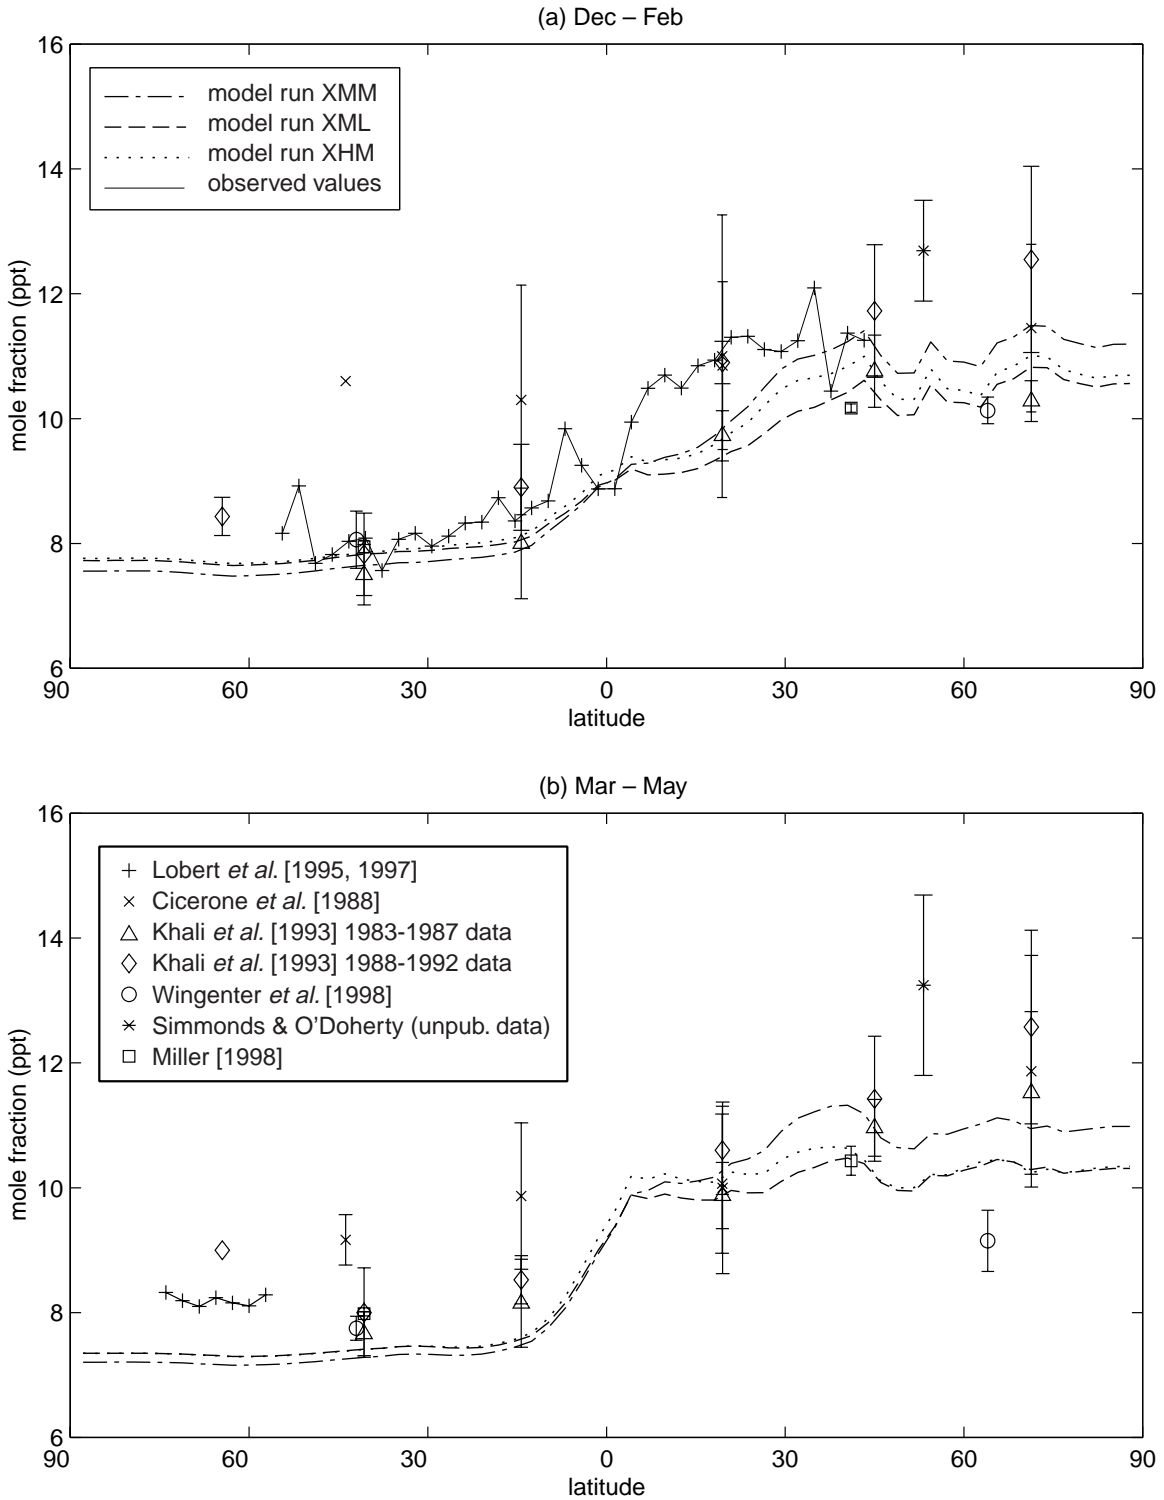 (a) Dec – Feb
16
14
12
10
8
6
mole fraction (ppt)
model run XMM
model run XML
model run XHM
observed values
90 60 30 0 30 60 90
latitude
(b) Mar – May
16
14
12
10
8
6
mole fraction (ppt)
Lobert et al. [1995, 1997]
Cicerone et al. [1988]
Khali et al. [1993] 1983-1987 data
Khali et al. [1993] 1988-1992 data
Wingenter et al. [1998]
Simmonds & O'Doherty (unpub. data)
Miller [1998]
90 60 30 0 30 60 90
latitude